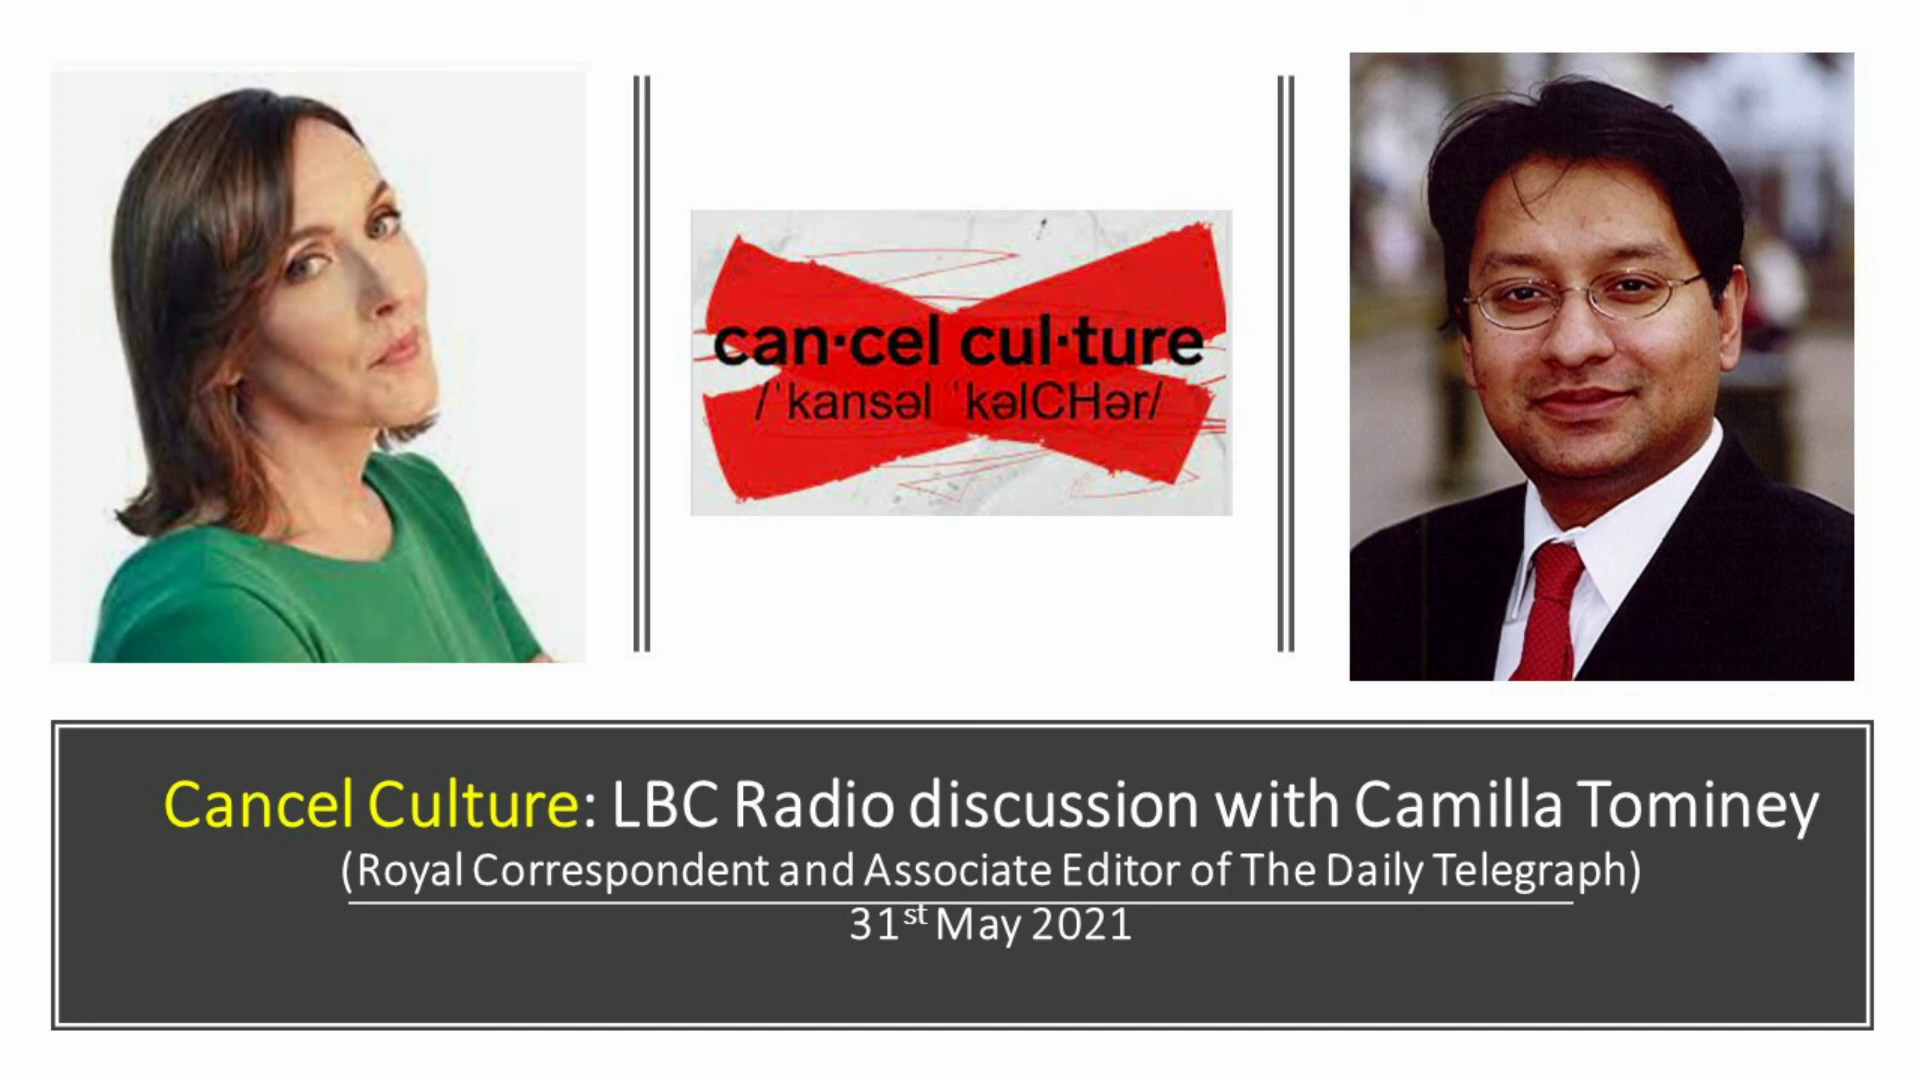 can·cel cul·ture
/ˈkansəl ˈkəlCHər/
Cancel Culture: LBC Radio discussion with Camilla Tominey
(Royal Correspondent and Associate Editor of The Daily Telegraph)
31st May 2021